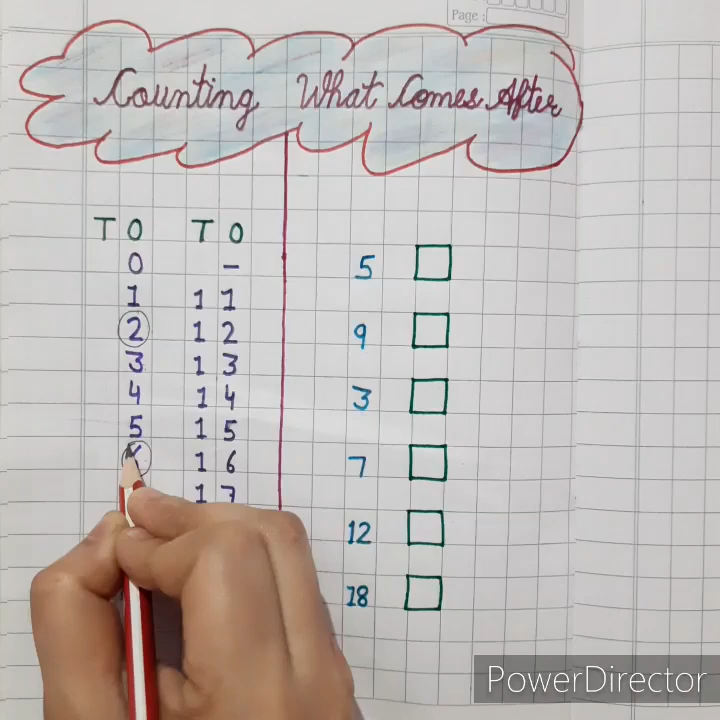 Page :
Counting What Comes After
T O T O
0 –
1 1 1
2 1 2
3 1 3
4 1 4
5 1 5
1 6
1 7
5
9
3
7
12
18
PowerDirector